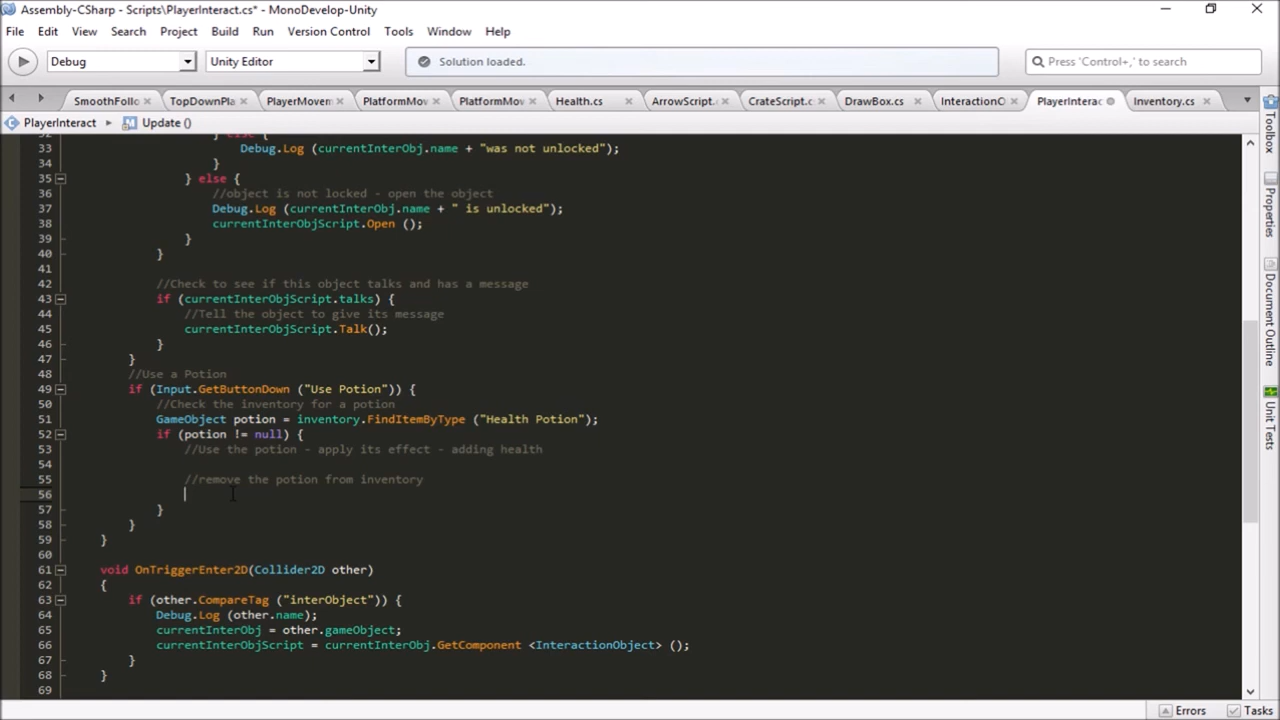 Assembly-CSharp - Scripts\PlayerInteract.cs* - MonoDevelop-Unity
File Edit View Search Project Build Run Version Control Tools Window Help
Debug Unity Editor Solution loaded. Press 'Control+,' to search
SmoothFollo TopDownPla PlayerMovem PlatformMov PlatformMov Health.cs ArrowScript.c CrateScript.c DrawBox.cs InteractionO PlayerInterac Inventory.cs
PlayerInteract Update ()
32 } else {
33 Debug.Log (currentInterObj.name + "was not unlocked");
34 }
35 } else {
36 //object is not locked - open the object
37 Debug.Log (currentInterObj.name + " is unlocked");
38 currentInterObjScript.Open ();
39 }
40 }
41
42 //Check to see if this object talks and has a message
43 if (currentInterObjScript.talks) {
44 //Tell the object to give its message
45 currentInterObjScript.Talk();
46 }
47 }
48 //Use a Potion
49 if (Input.GetButtonDown ("Use Potion")) {
50 //Check the inventory for a potion
51 GameObject potion = inventory.FindItemByType ("Health Potion");
52 if (potion != null) {
53 //Use the potion - apply its effect - adding health
54
55 //remove the potion from inventory
56
57 }
58 }
59 }
60
61 void OnTriggerEnter2D(Collider2D other)
62 {
63 if (other.CompareTag ("interObject")) {
64 Debug.Log (other.name);
65 currentInterObj = other.gameObject;
66 currentInterObjScript = currentInterObj.GetComponent <InteractionObject> ();
67 }
68 }
69
Toolbox
Properties
Document Outline
Unit Tests
Errors Tasks